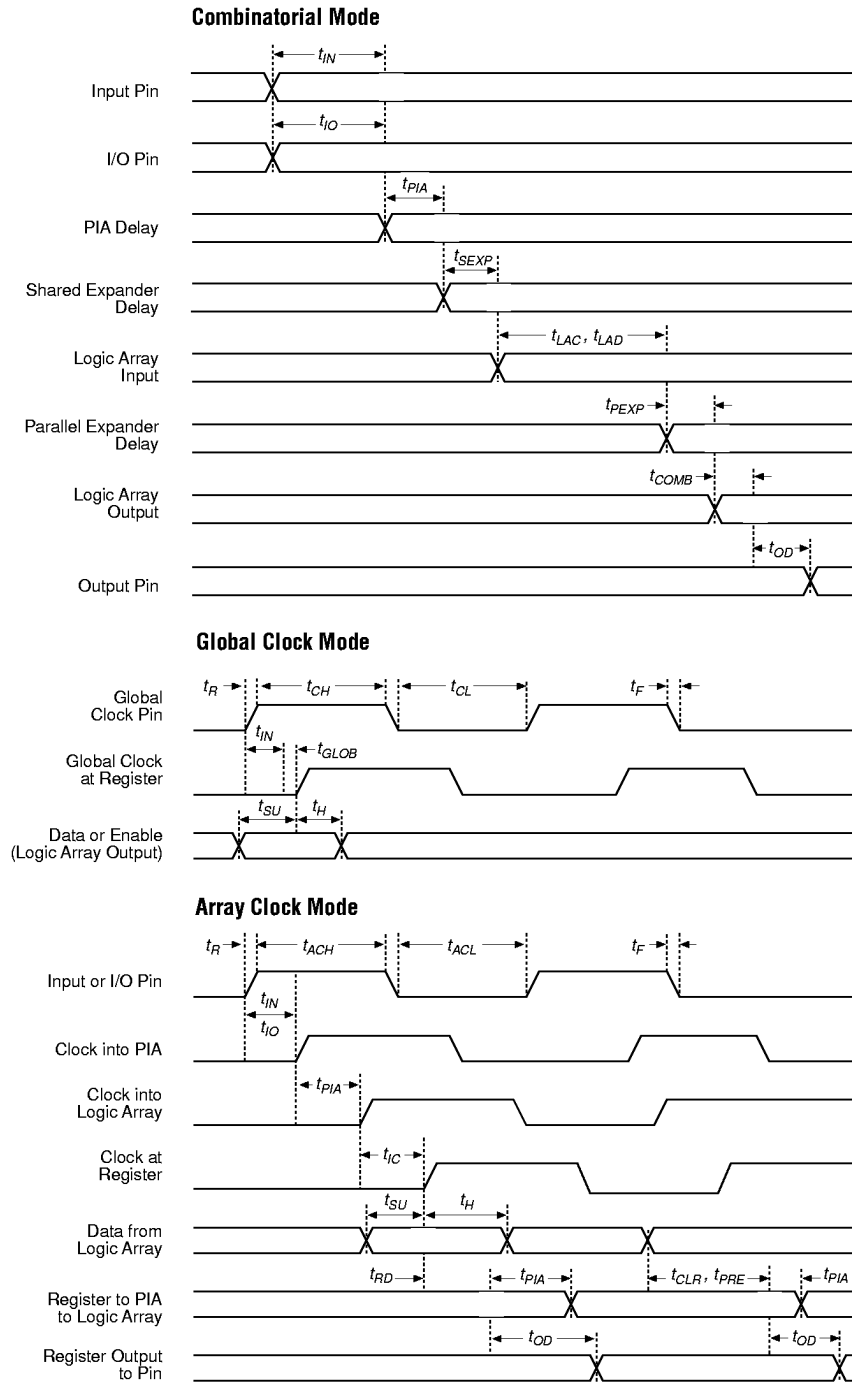 Combinatorial Mode
tIN
Input Pin
tIO
I/O Pin
tPIA
PIA Delay
tSEXP
Shared Expander
Delay
tLAC, tLAD
Logic Array
Input
tPEXP
Parallel Expander
Delay
tCOMB
Logic Array
Output
tOD
Output Pin
Global Clock Mode
tR tCH tCL tF
Global
Clock Pin
tIN tGLOB
Global Clock
at Register
tSU tH
Data or Enable
(Logic Array Output)
Array Clock Mode
tR tACH tACL tF
Input or I/O Pin
tIN
tIO
Clock into PIA
tPIA
Clock into
Logic Array
tIC
Clock at
Register
tSU tH
Data from
Logic Array
tRD tPIA tCLR, tPRE tPIA
Register to PIA
to Logic Array
tOD tOD
Register Output
to Pin